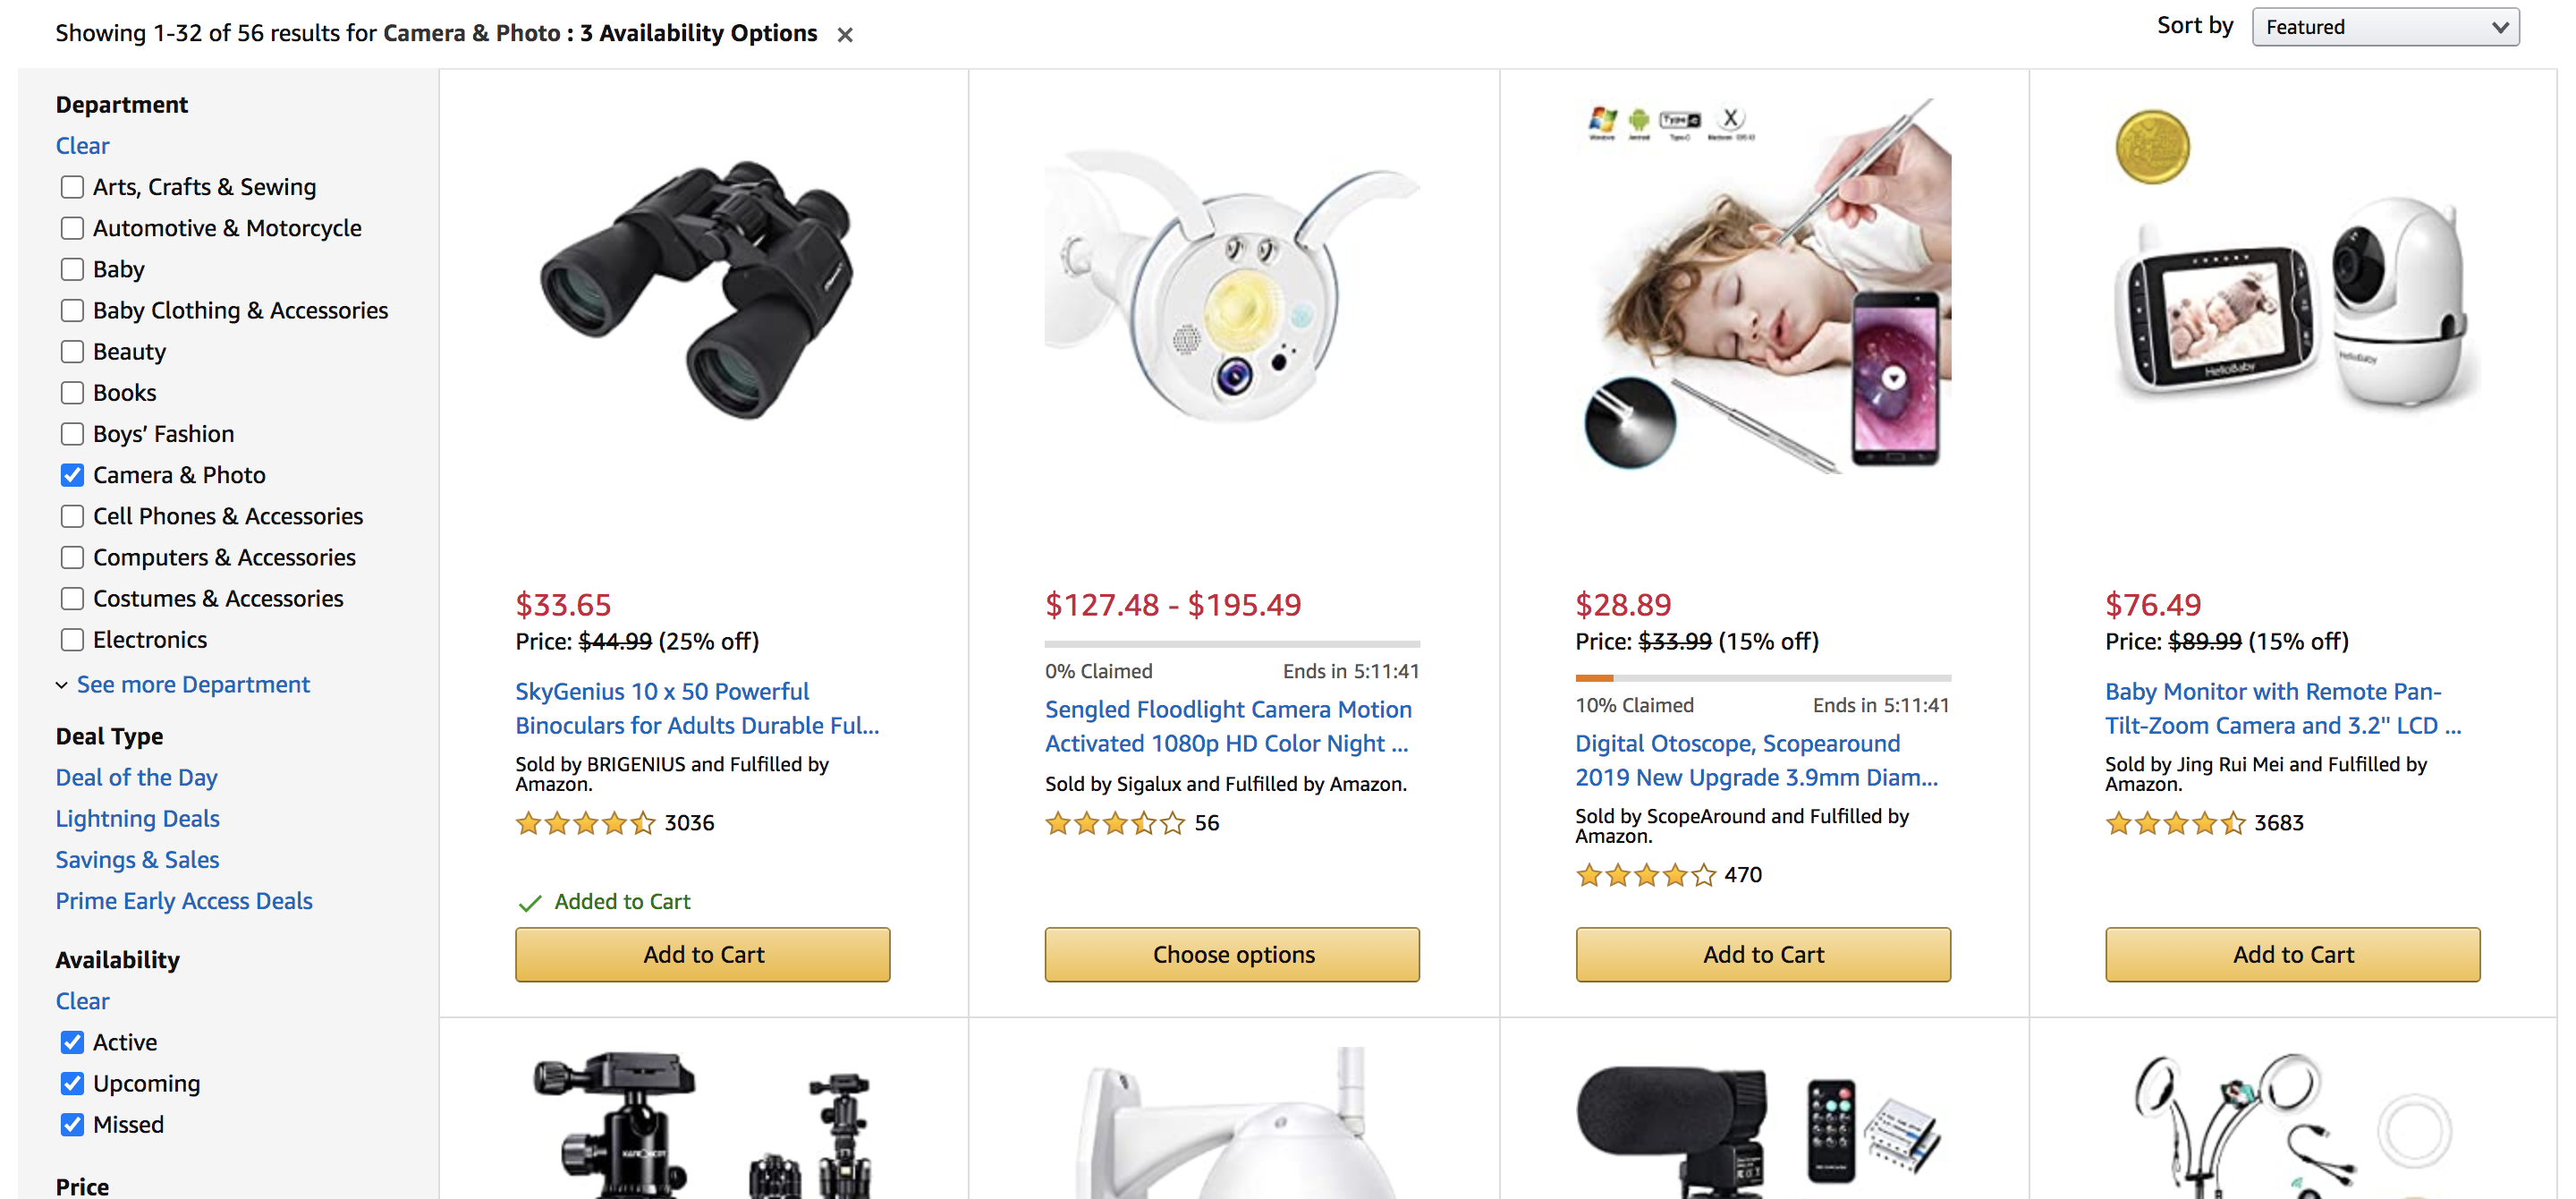 Showing 1-32 of 56 results for Camera & Photo : 3 Availability Options ×
Sort by Featured
Department
Clear
Arts, Crafts & Sewing
Automotive & Motorcycle
Baby
Baby Clothing & Accessories
Beauty
Books
Boys’ Fashion
Camera & Photo
Cell Phones & Accessories
Computers & Accessories
Costumes & Accessories
Electronics
See more Department
Deal Type
Deal of the Day
Lightning Deals
Savings & Sales
Prime Early Access Deals
Availability
Clear
Active
Upcoming
Missed
Price
$33.65
Price: $44.99 (25% off)
SkyGenius 10 x 50 Powerful
Binoculars for Adults Durable Ful...
Sold by BRIGENIUS and Fulfilled by
Amazon.
3036
Added to Cart
Add to Cart
$127.48 - $195.49
0% Claimed
Ends in 5:11:41
Sengled Floodlight Camera Motion
Activated 1080p HD Color Night ...
Sold by Sigalux and Fulfilled by Amazon.
56
Choose options
Windows
Android
Type-C
Type-C
X
$28.89
Price: $33.99 (15% off)
10% Claimed
Ends in 5:11:41
Digital Otoscope, Scopearound
2019 New Upgrade 3.9mm Diam...
Sold by ScopeAround and Fulfilled by
Amazon.
470
Add to Cart
HelloBaby
HelloBaby
$76.49
Price: $89.99 (15% off)
Baby Monitor with Remote Pan-
Tilt-Zoom Camera and 3.2" LCD ...
Sold by Jing Rui Mei and Fulfilled by
Amazon.
3683
Add to Cart